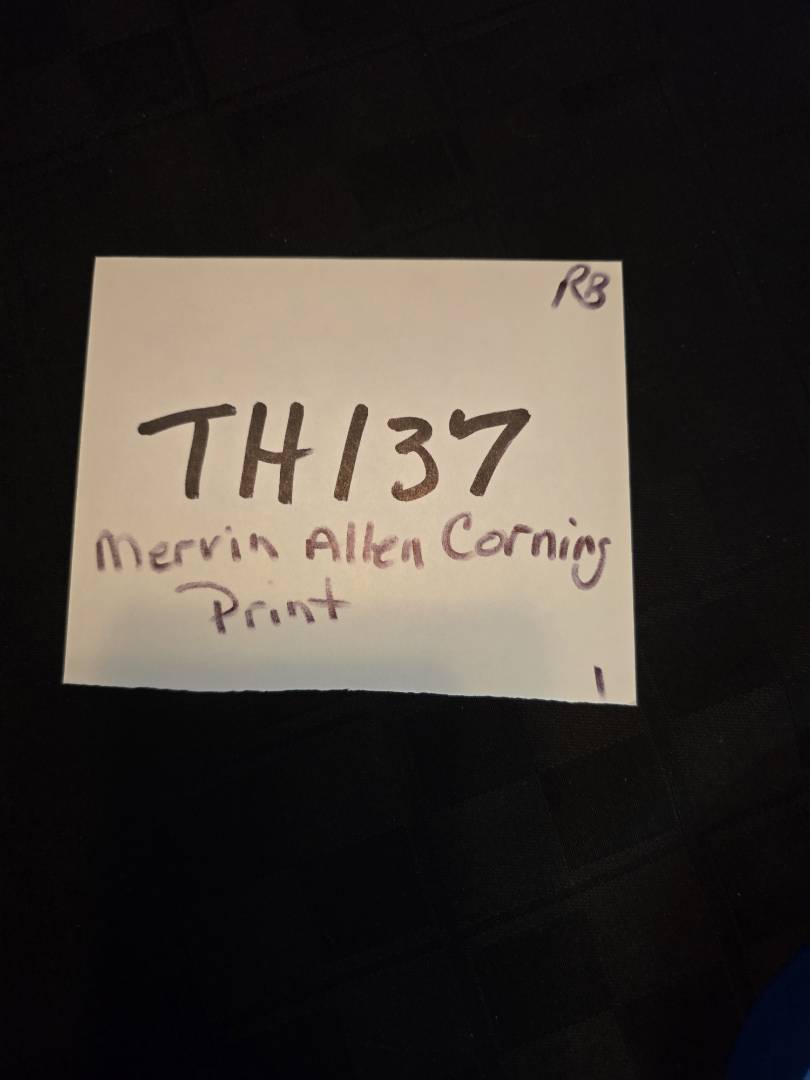 RB
TH137
Mervin Allen Corning
Print
1